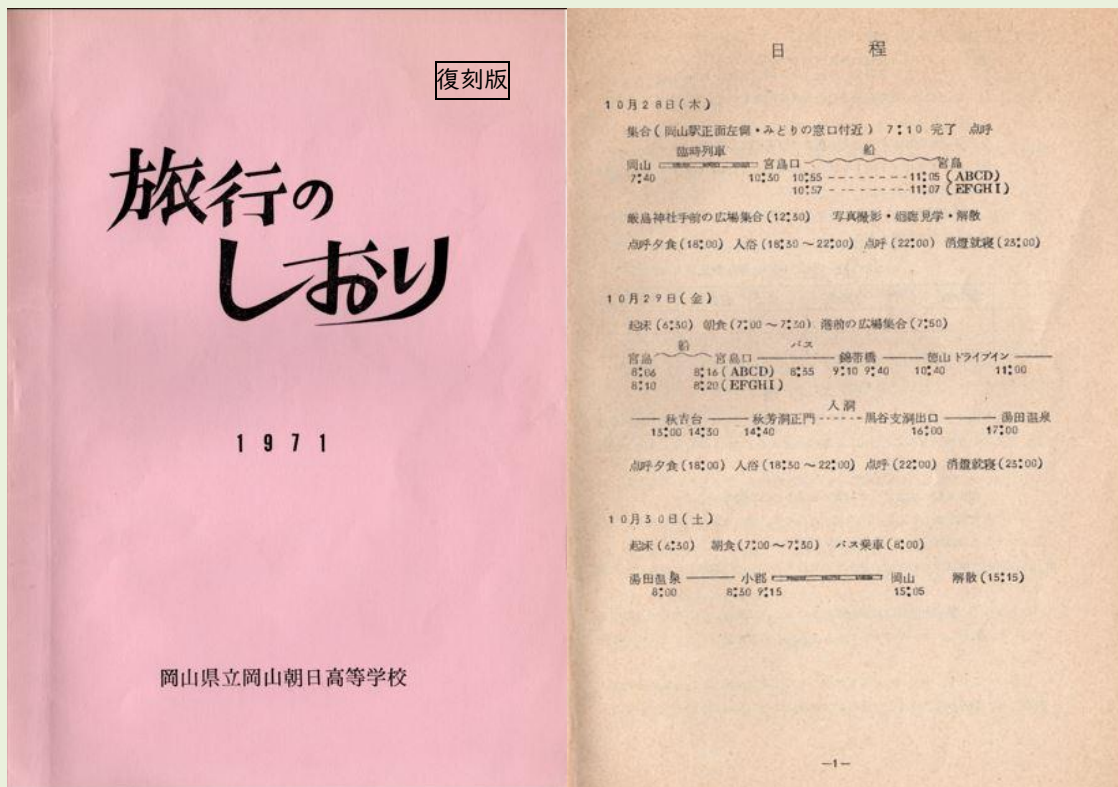 復刻版
旅行の
しおり
1971
岡山県立岡山朝日高等学校
日程
10月28日(木)
集合(岡山駅正面左側・みどりの窓口付近) 7:10 完了 点呼
臨時列車 船
岡山 宮島口 宮島
7:40 10:30 10:55 ---------11:05 (ABCD)
10:57 ---------11:07 (EFGHI)
厳島神社手前の広場集合(12:30) 写真撮影・見学・解散
点呼夕食(18:00) 入浴(18:30~22:00) 点呼(22:00) 消燈就寝(23:00)
10月29日(金)
起床(6:30) 朝食(7:00~7:30) 港前の広場集合(7:50)
船 バス
宮島 宮島口 錦帯橋 徳山ドライブイン
8:06 8:16(ABCD) 8:35 9:10 9:40 10:40 11:00
8:10 8:20(EFGHI)
入洞
秋吉台 秋芳洞正門 ------ 黒谷支洞出口 湯田温泉
13:00 14:30 14:40 16:00 17:00
点呼夕食(18:00) 入浴(18:30~22:00) 点呼(22:00) 消燈就寝(23:00)
10月30日(土)
起床(6:30) 朝食(7:00~7:30) バス乗車(8:00)
湯田温泉 小郡 岡山 解散(15:15)
8:00 8:30 9:15 15:05
-1-